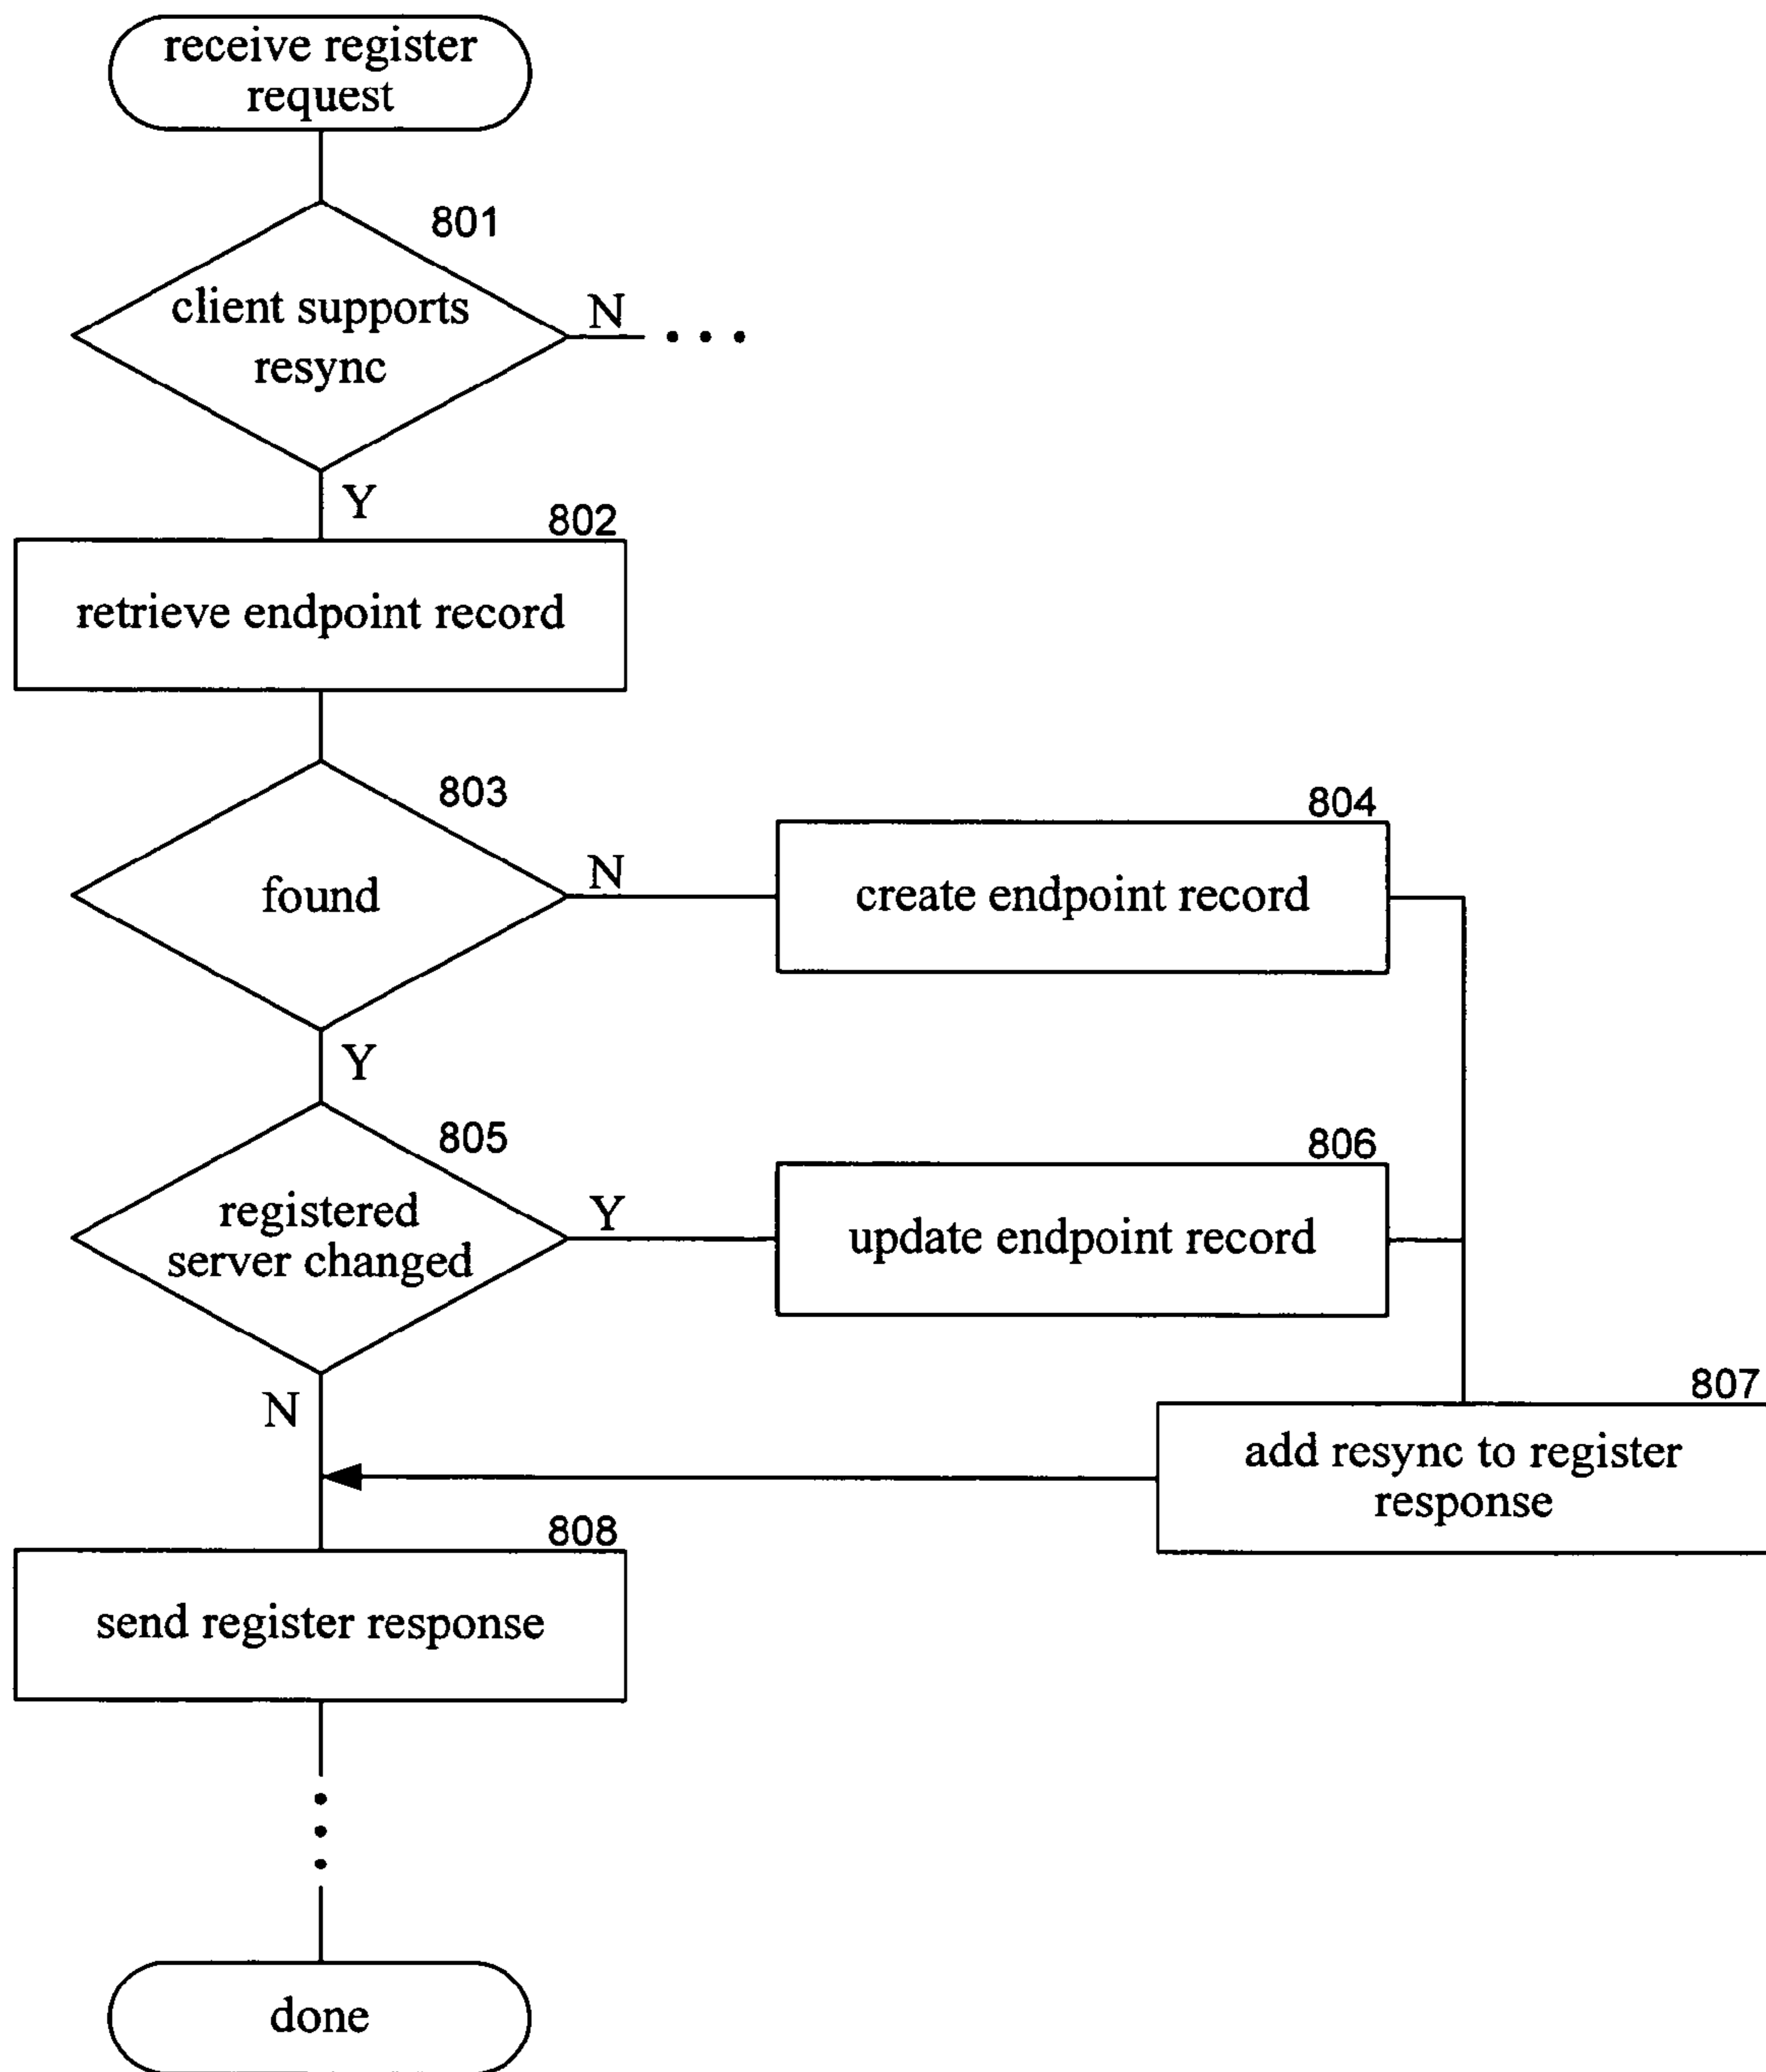 receive register
request
801
client supports
resync
N
Y
802
retrieve endpoint record
803
found
N
804
create endpoint record
Y
805
registered
server changed
Y
806
update endpoint record
N
807
add resync to register
response
808
send register response
done